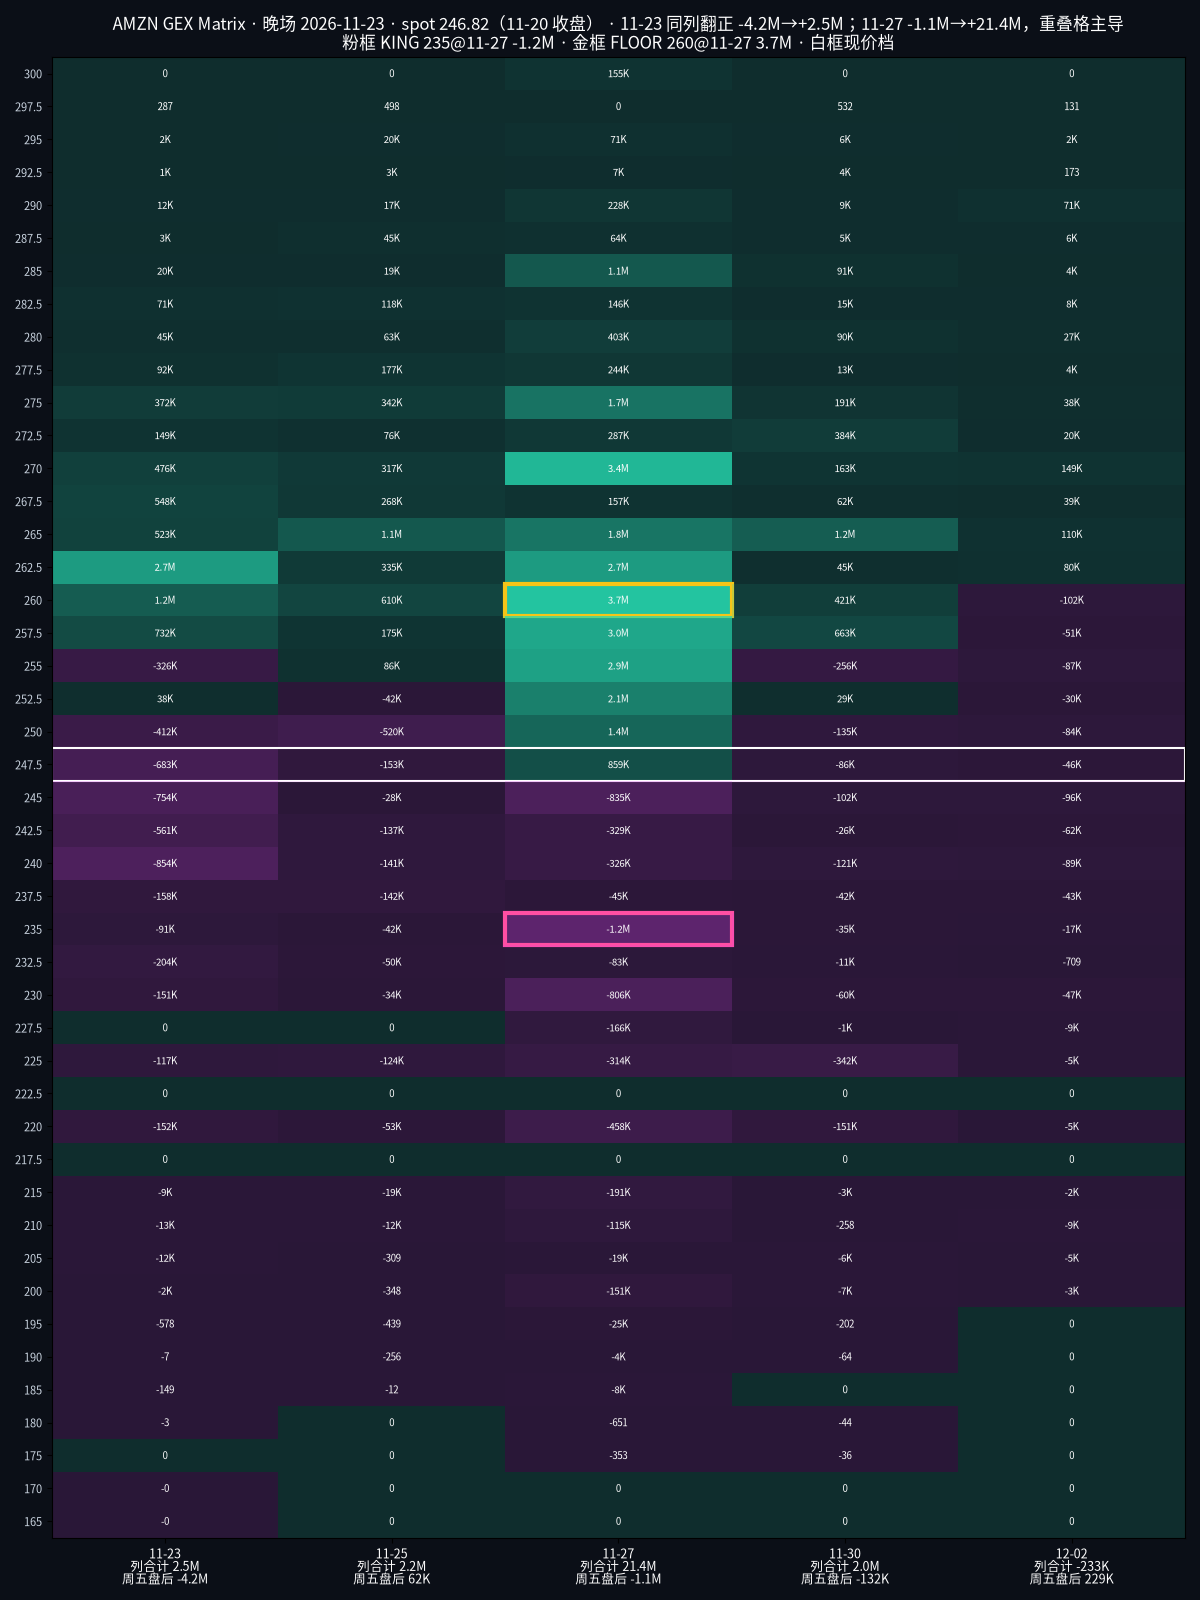 AMZN GEX Matrix · 晚场 2026-11-23 · spot 246.82（11-20 收盘） · 11-23 同列翻正 -4.2M→+2.5M；11-27 -1.1M→+21.4M，重叠格主导
粉框 KING 235@11-27 -1.2M · 金框 FLOOR 260@11-27 3.7M · 白框现价档
300 0 0 155K 0 0
297.5 287 498 0 532 131
295 2K 20K 71K 6K 2K
292.5 1K 3K 7K 4K 173
290 12K 17K 228K 9K 71K
287.5 3K 45K 64K 5K 6K
285 20K 19K 1.1M 91K 4K
282.5 71K 118K 146K 15K 8K
280 45K 63K 403K 90K 27K
277.5 92K 177K 244K 13K 4K
275 372K 342K 1.7M 191K 38K
272.5 149K 76K 287K 384K 20K
270 476K 317K 3.4M 163K 149K
267.5 548K 268K 157K 62K 39K
265 523K 1.1M 1.8M 1.2M 110K
262.5 2.7M 335K 2.7M 45K 80K
260 1.2M 610K 3.7M 421K -102K
257.5 732K 175K 3.0M 663K -51K
255 -326K 86K 2.9M -256K -87K
252.5 38K -42K 2.1M 29K -30K
250 -412K -520K 1.4M -135K -84K
247.5 -683K -153K 859K -86K -46K
245 -754K -28K -835K -102K -96K
242.5 -561K -137K -329K -26K -62K
240 -854K -141K -326K -121K -89K
237.5 -158K -142K -45K -42K -43K
235 -91K -42K -1.2M -35K -17K
232.5 -204K -50K -83K -11K -709
230 -151K -34K -806K -60K -47K
227.5 0 0 -166K -1K -9K
225 -117K -124K -314K -342K -5K
222.5 0 0 0 0 0
220 -152K -53K -458K -151K -5K
217.5 0 0 0 0 0
215 -9K -19K -191K -3K -2K
210 -13K -12K -115K -258 -9K
205 -12K -309 -19K -6K -5K
200 -2K -348 -151K -7K -3K
195 -578 -439 -25K -202 0
190 -7 -256 -4K -64 0
185 -149 -12 -8K 0 0
180 -3 0 -651 -44 0
175 0 0 -353 -36 0
170 -0 0 0 0 0
165 -0 0 0 0 0
11-23 11-25 11-27 11-30 12-02
列合计 2.5M 列合计 2.2M 列合计 21.4M 列合计 2.0M 列合计 -233K
周五盘后 -4.2M 周五盘后 62K 周五盘后 -1.1M 周五盘后 -132K 周五盘后 229K